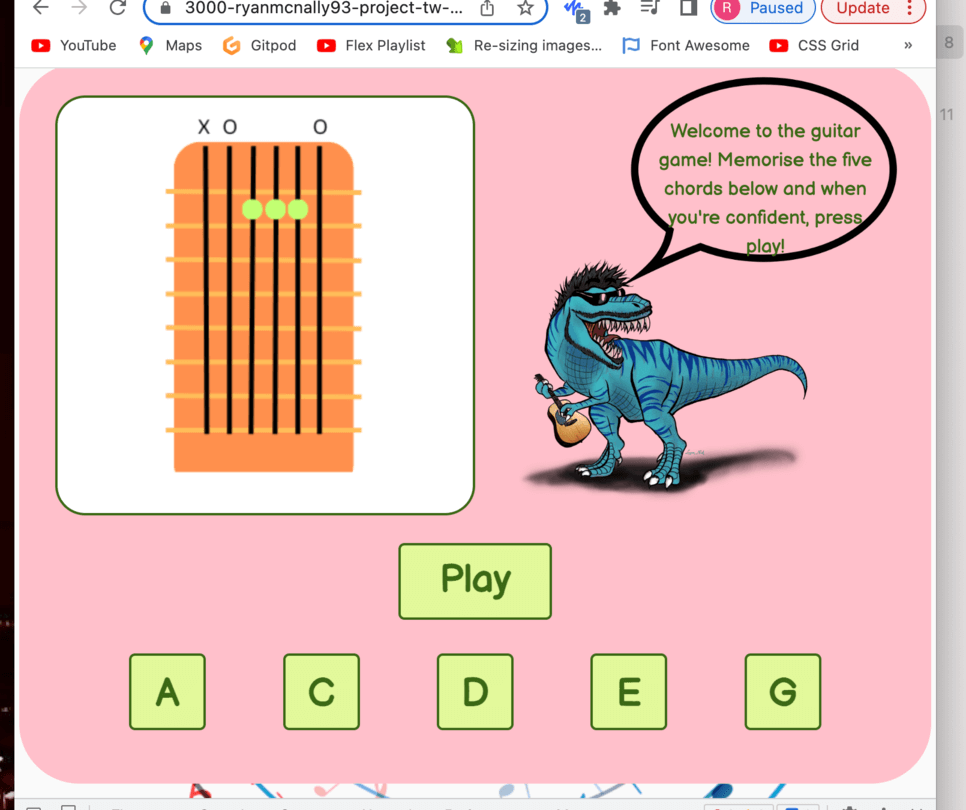 3000-ryanmcnally93-project-tw-...
2
R Paused
Update
YouTube Maps Gitpod Flex Playlist Re-sizing images... Font Awesome CSS Grid »
8
11
X O O
Welcome to the guitar
game! Memorise the five
chords below and when
you're confident, press
play!
Play
A C D E G